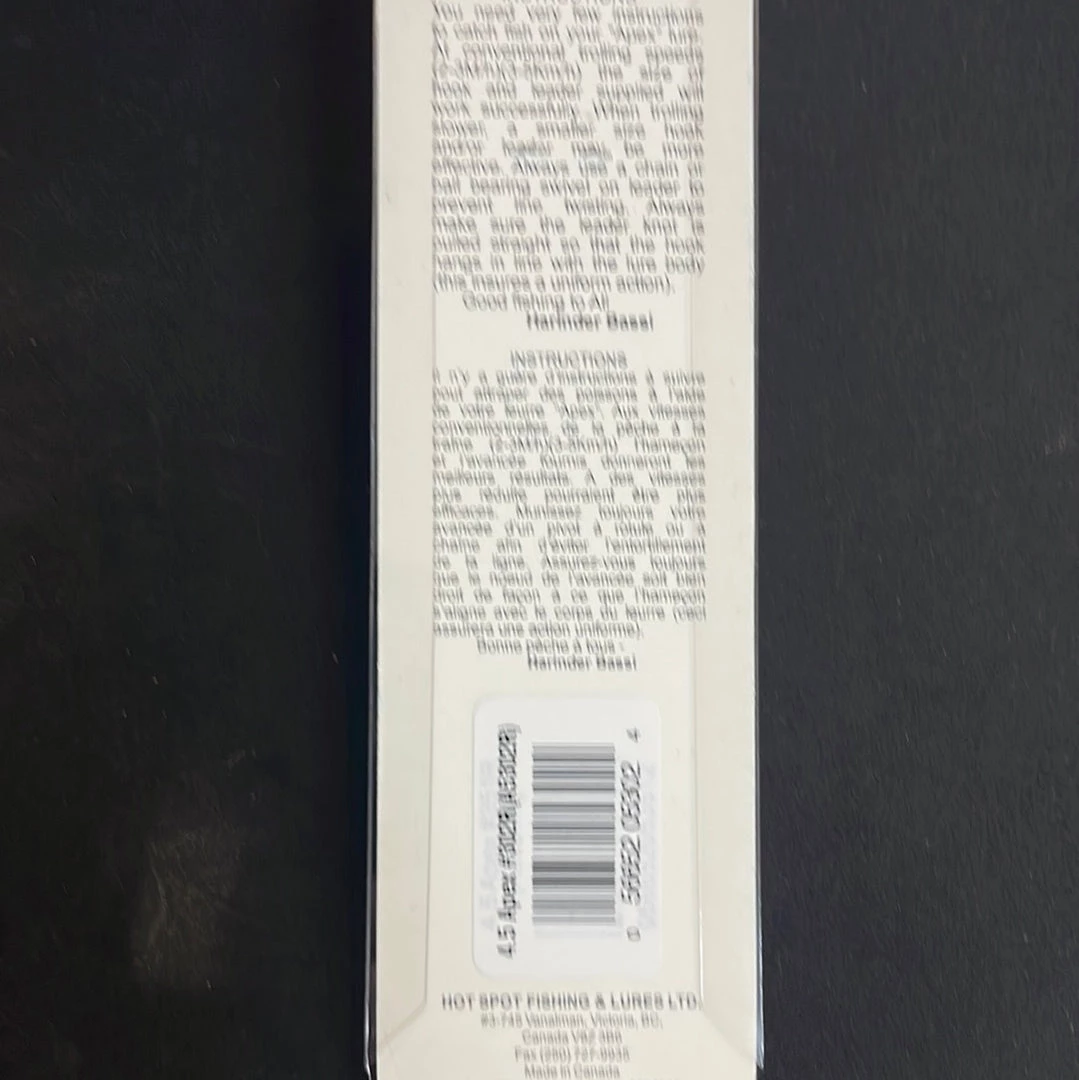 INSTRUCTIONS
You need very few instructions
to catch fish on your "Apex" lure.
At conventional trolling speeds
the size of
hook and leader supplied will
hook successfully. When trolling
slower, a smaller size hook
and/or leader may be more
effective. Always use a chain or
ball bearing swivel on leader to
prevent line twisting. Always
make sure the leader knot is
pulled straight so that the hook
hangs in line with the lure body
(this insures a uniform action).
Good fishing to All,
Harinder Bassi
INSTRUCTIONS
Il n'y a guère d'instructions à suivre
pour attraper des poissons à l'aide
de votre leurre "Apex". Aux vitesses
conventionnelles de la pêche à la
l'hameçon
et l'avancée fournis donneront les
meilleurs résultats. À des vitesses
plus réduite pourraient être plus
efficaces. Munissez toujours votre
avancée d'un pivot à rotule ou à
chaîne afin d'éviter l'entortillement
de la ligne. Assurez-vous toujours
que le noeud de l'avancée soit bien
droit de façon à ce que l'hameçon
s'aligne avec le corps du leurre (ceci
assurera une action uniforme).
Bonne pêche à tous -
Harinder Bassi
4.5 Apex #302R
0 56652 05302 4
HOT SPOT FISHING & LURES LTD.
Victoria, BC,
Canada
Fax (250)
Made in Canada